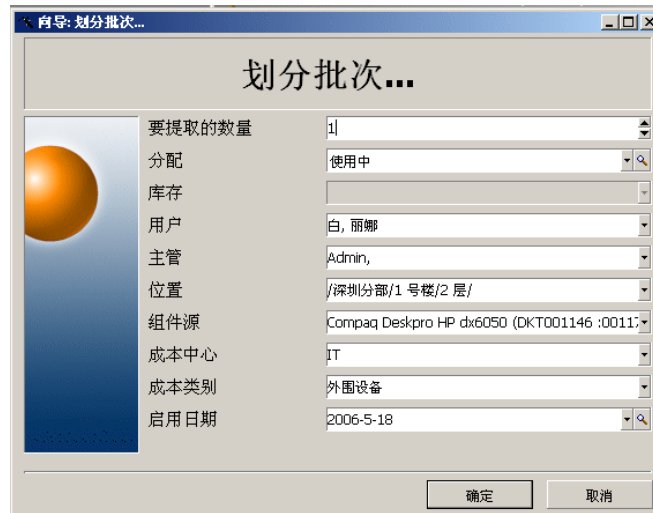 向导: 划分批次...
划分批次...
要提取的数量 1
分配 使用中
库存
用户 白, 丽娜
主管 Admin,
位置 /深圳分部/1 号楼/2 层/
组件源 Compaq Deskpro HP dx6050 (DKT001146 :00117
成本中心 IT
成本类别 外围设备
启用日期 2006-5-18
确定 取消